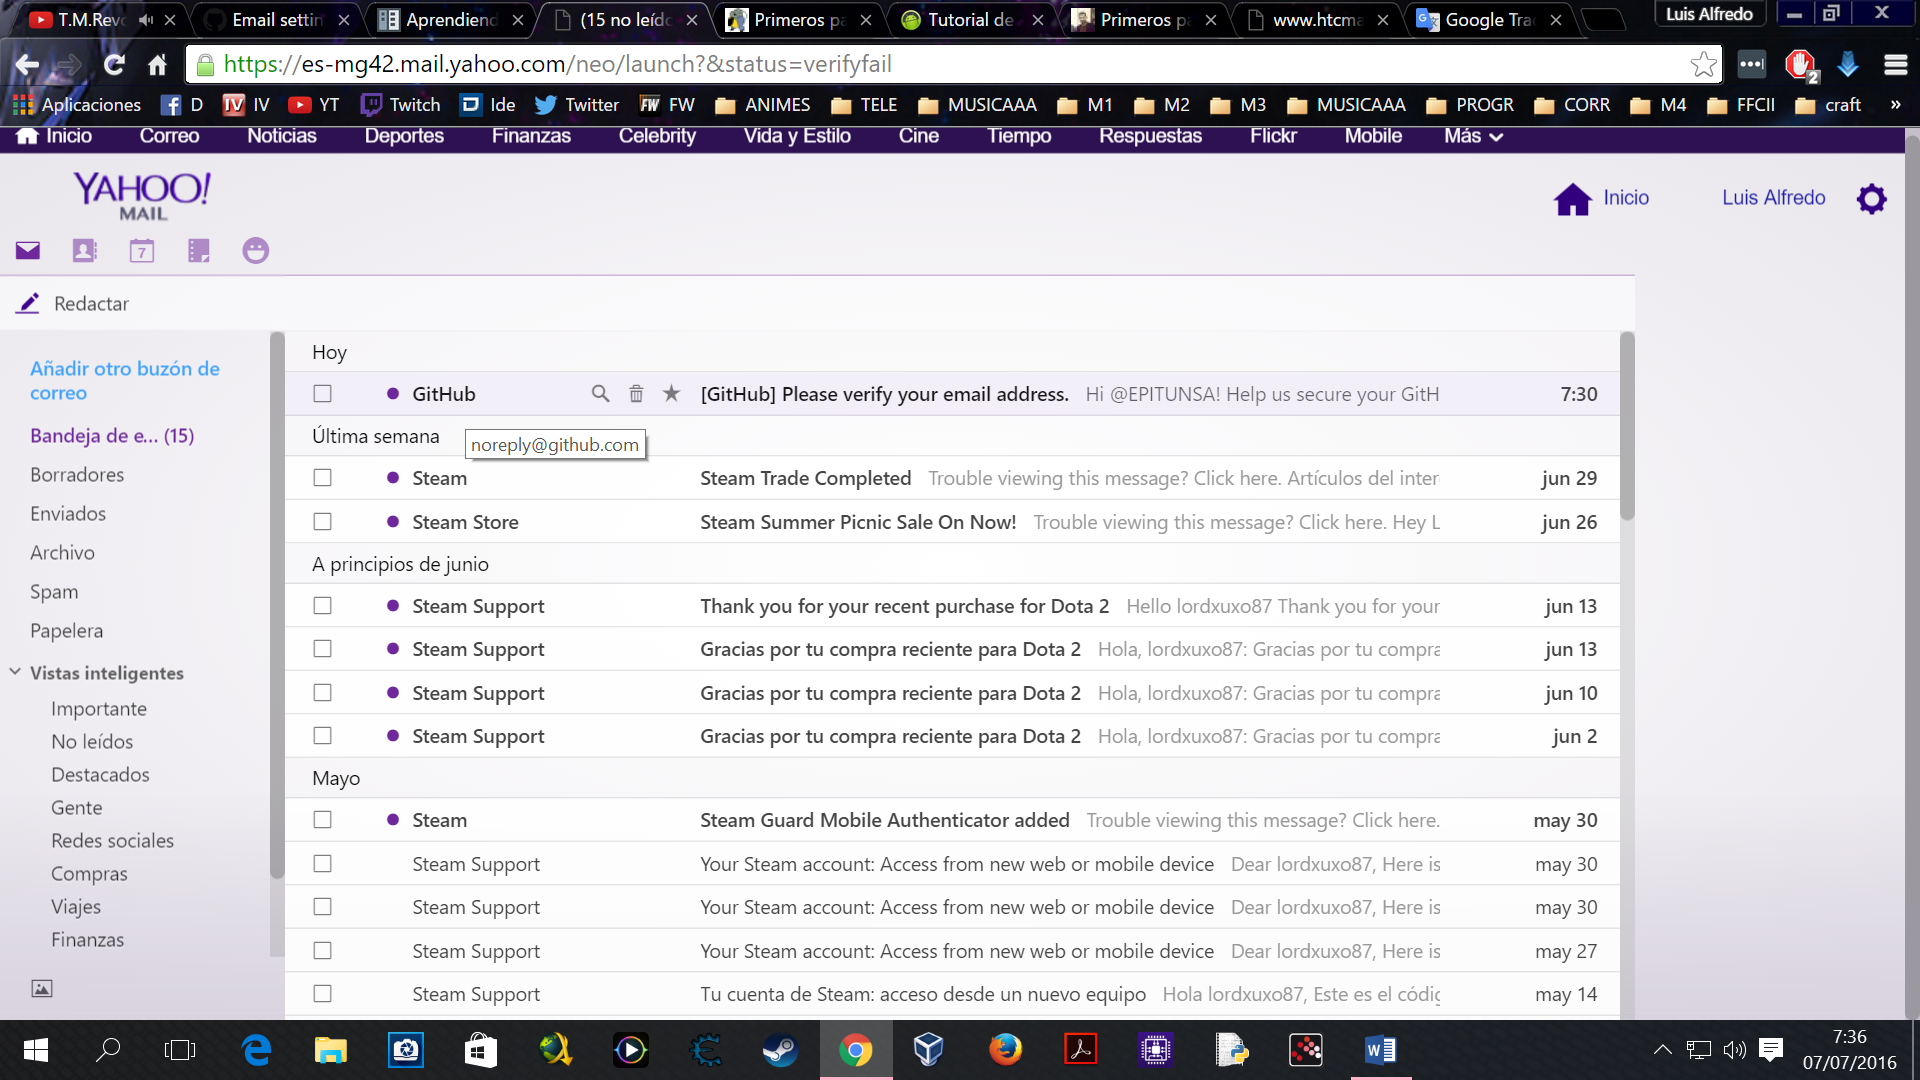 T.M.Revo
Email settin
Aprendiend
(15 no leído
Primeros pa
Tutorial de
Primeros pa
www.htcma
Google Trad
Luis Alfredo
https://es-mg42.mail.yahoo.com/neo/launch?&status=verifyfail
2
Aplicaciones
D
IV
YT
Twitch
Ide
Twitter
FW
ANIMES
TELE
MUSICAAA
M1
M2
M3
MUSICAAA
PROGR
CORR
M4
FFCII
craft
»
Inicio
Correo
Noticias
Deportes
Finanzas
Celebrity
Vida y Estilo
Cine
Tiempo
Respuestas
Flickr
Mobile
Más
YAHOO!
MAIL
Inicio
Luis Alfredo
7
Redactar
Añadir otro buzón de
correo
Bandeja de e... (15)
Borradores
Enviados
Archivo
Spam
Papelera
Vistas inteligentes
Importante
No leídos
Destacados
Gente
Redes sociales
Compras
Viajes
Finanzas
Hoy
GitHub [GitHub] Please verify your email address. Hi @EPITUNSA! Help us secure your GitH 7:30
Última semana
noreply@github.com
Steam Steam Trade Completed Trouble viewing this message? Click here. Artículos del inter jun 29
Steam Store Steam Summer Picnic Sale On Now! Trouble viewing this message? Click here. Hey L jun 26
A principios de junio
Steam Support Thank you for your recent purchase for Dota 2 Hello lordxuxo87 Thank you for your jun 13
Steam Support Gracias por tu compra reciente para Dota 2 Hola, lordxuxo87: Gracias por tu compra jun 13
Steam Support Gracias por tu compra reciente para Dota 2 Hola, lordxuxo87: Gracias por tu compra jun 10
Steam Support Gracias por tu compra reciente para Dota 2 Hola, lordxuxo87: Gracias por tu compra jun 2
Mayo
Steam Steam Guard Mobile Authenticator added Trouble viewing this message? Click here. may 30
Steam Support Your Steam account: Access from new web or mobile device Dear lordxuxo87, Here is may 30
Steam Support Your Steam account: Access from new web or mobile device Dear lordxuxo87, Here is may 30
Steam Support Your Steam account: Access from new web or mobile device Dear lordxuxo87, Here is may 27
Steam Support Tu cuenta de Steam: acceso desde un nuevo equipo Hola lordxuxo87, Este es el códig may 14
7:36
07/07/2016